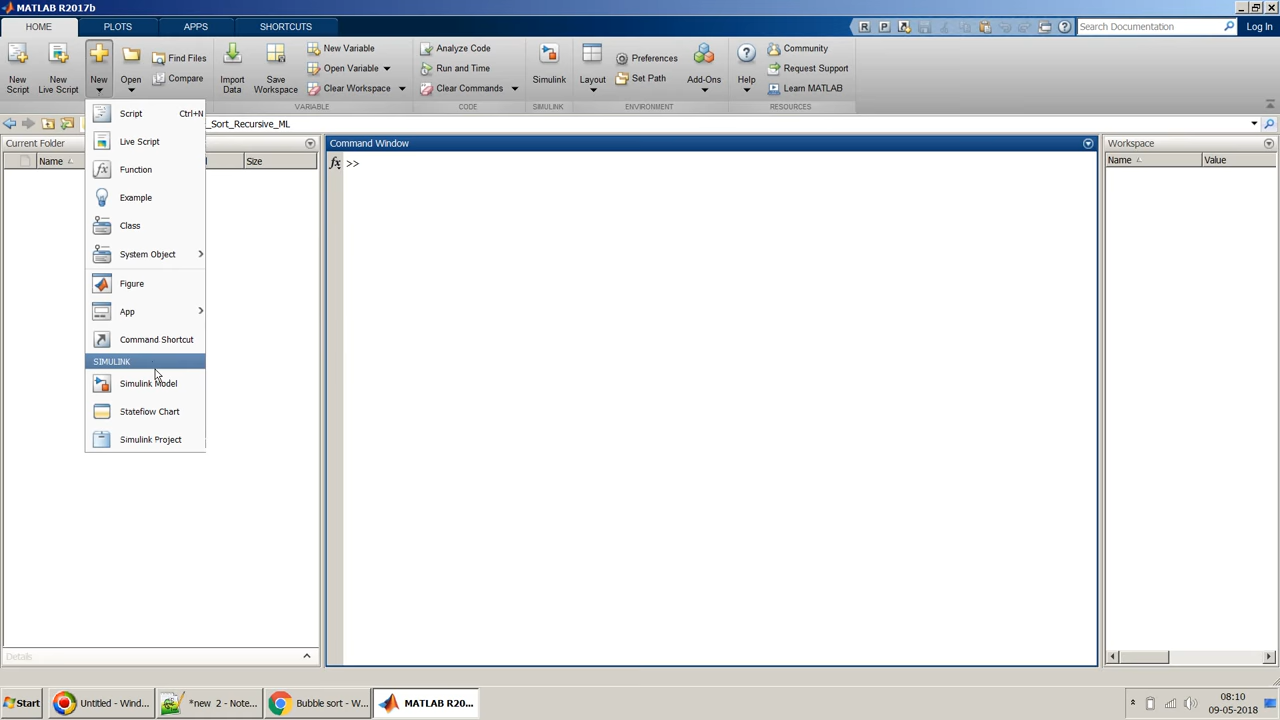 MATLAB R2017b
HOME PLOTS APPS SHORTCUTS Search Documentation Log In
New Script
New Live Script
New
Open
Find Files
Compare
Import Data
Save Workspace
New Variable
Open Variable
Clear Workspace
VARIABLE
Analyze Code
Run and Time
Clear Commands
CODE
Simulink
SIMULINK
Layout
Preferences
Set Path
Add-Ons
ENVIRONMENT
Help
Community
Request Support
Learn MATLAB
RESOURCES
_Sort_Recursive_ML
Current Folder
Name Size
Script Ctrl+N
Live Script
Function
Example
Class
System Object
Figure
App
Command Shortcut
SIMULINK
Simulink Model
Stateflow Chart
Simulink Project
Details
Command Window
fx >>
Workspace
Name Value
Start Untitled - Wind... *new 2 - Note... Bubble sort - W... MATLAB R20... 08:10
09-05-2018